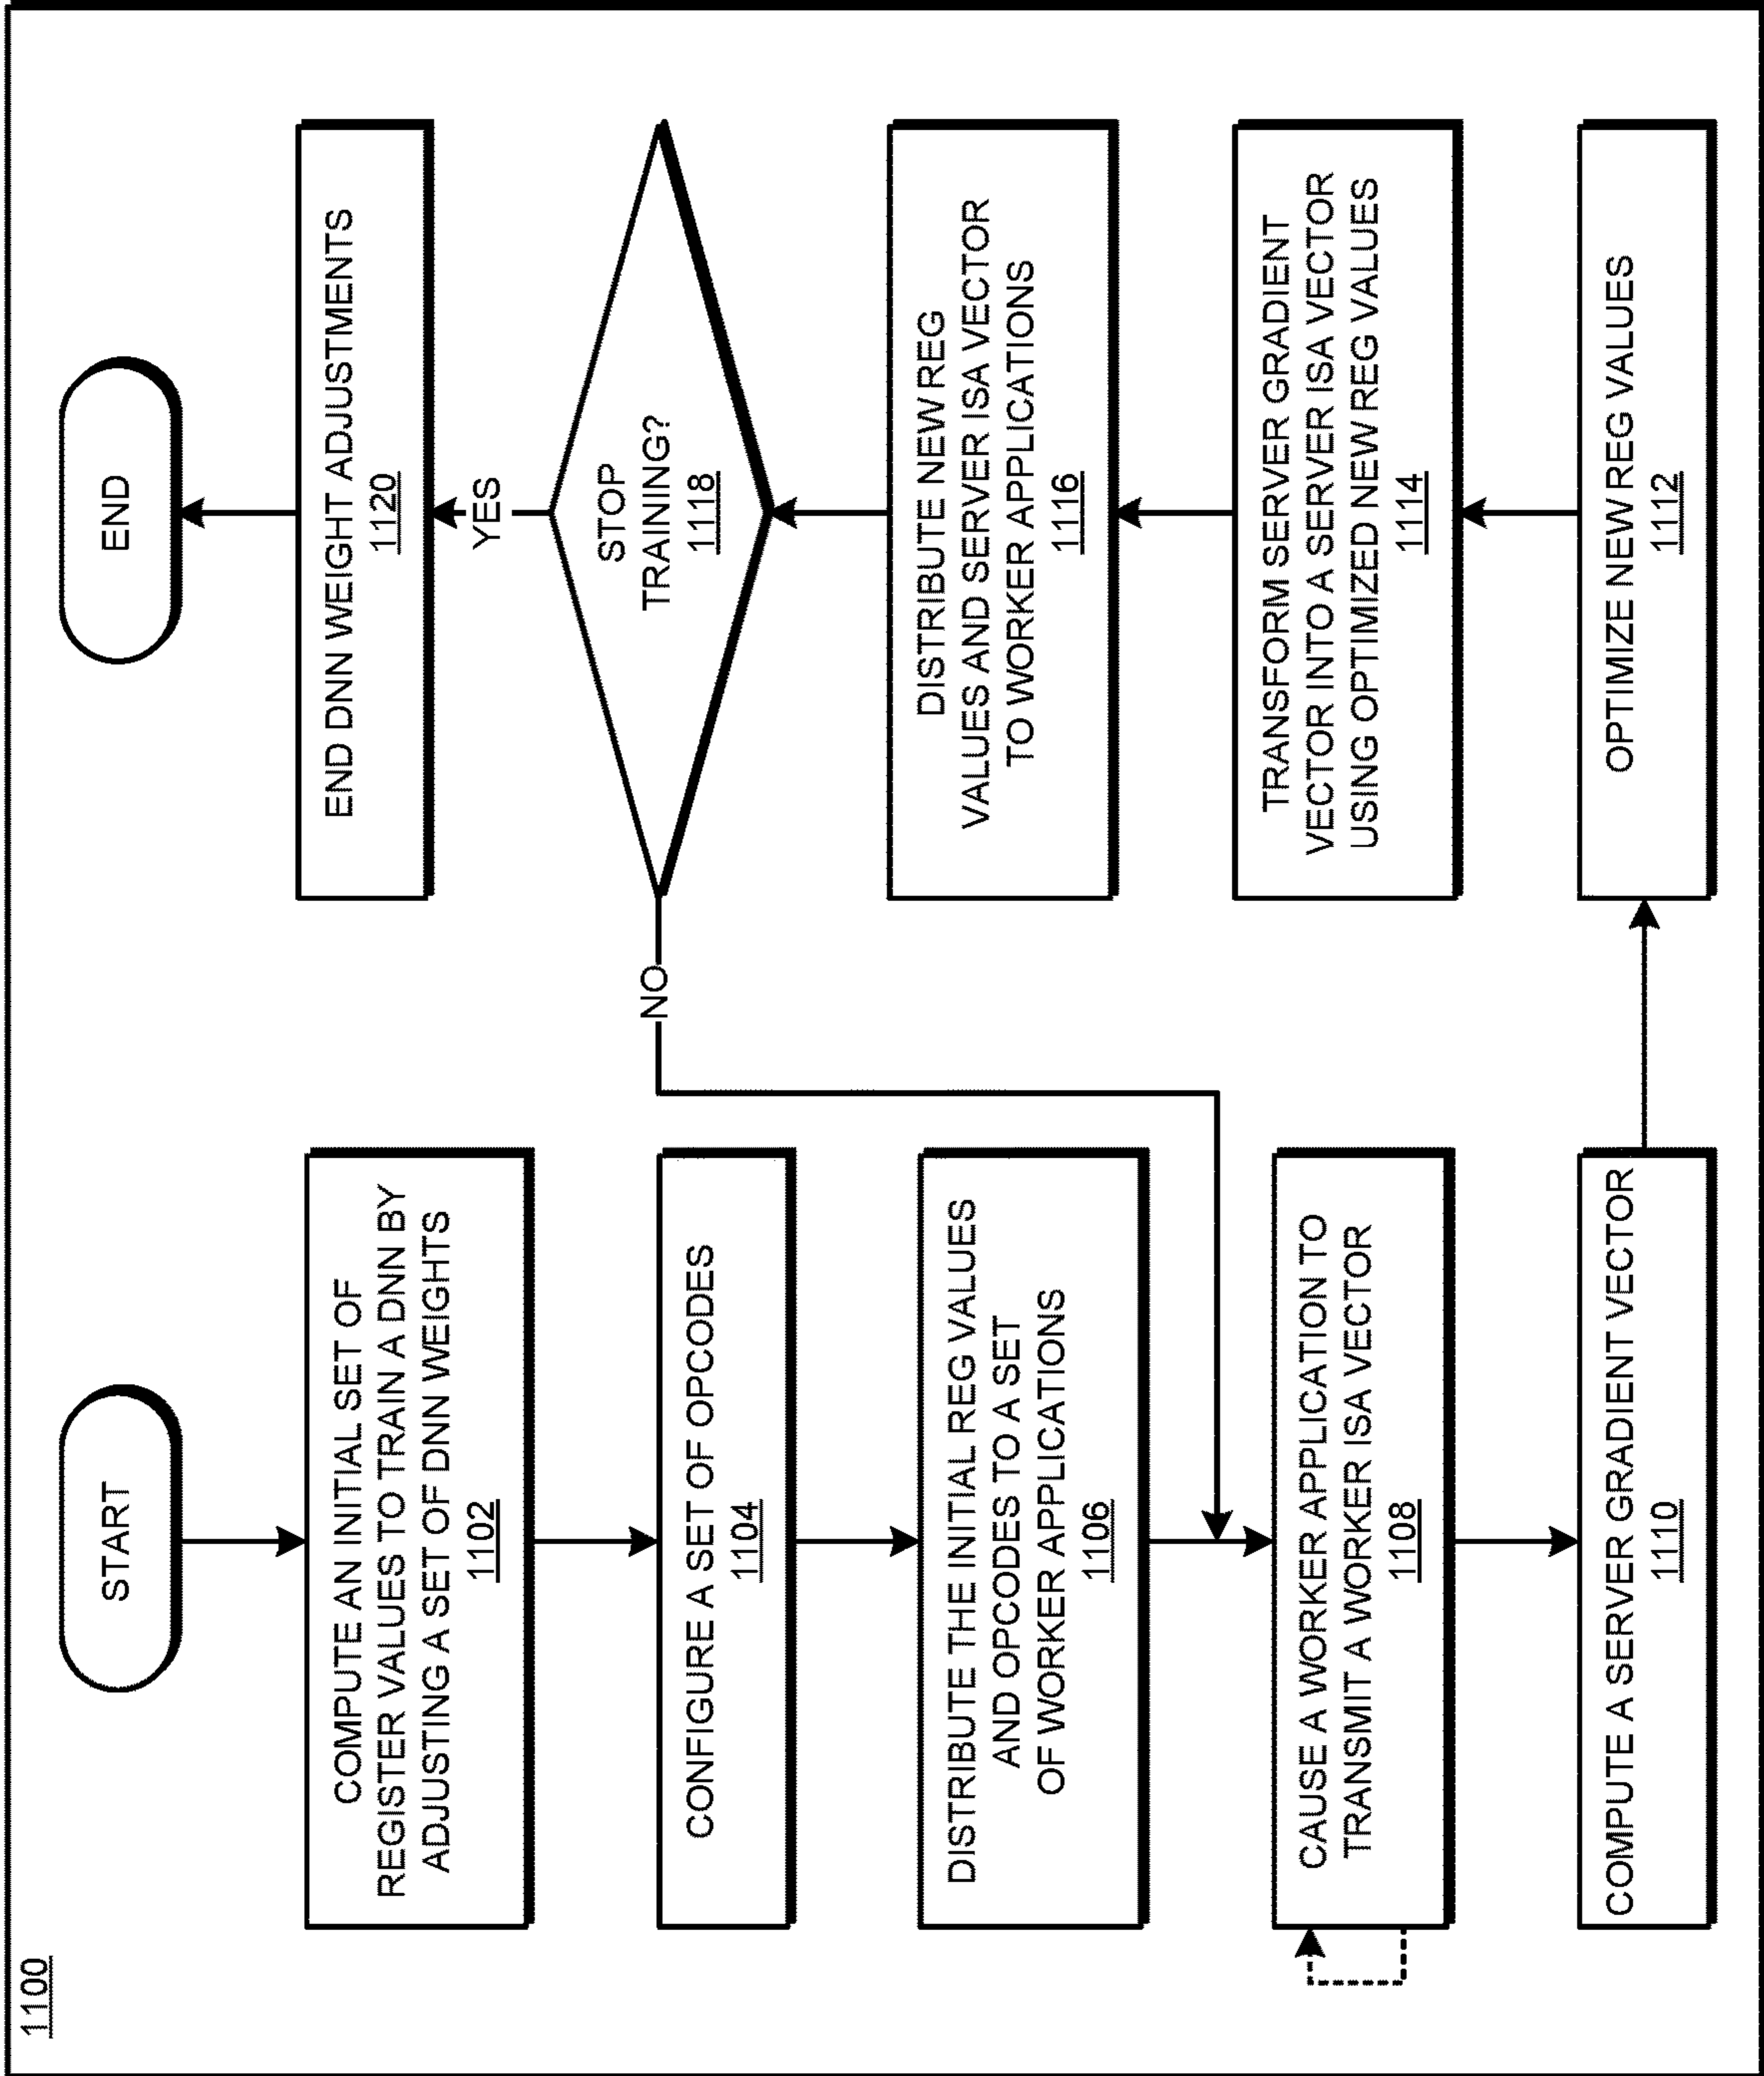 1100
START
COMPUTE AN INITIAL SET OF
REGISTER VALUES TO TRAIN A DNN BY
ADJUSTING A SET OF DNN WEIGHTS
1102
CONFIGURE A SET OF OPCODES
1104
DISTRIBUTE THE INITIAL REG VALUES
AND OPCODES TO A SET
OF WORKER APPLICATIONS
1106
CAUSE A WORKER APPLICATION TO
TRANSMIT A WORKER ISA VECTOR
1108
COMPUTE A SERVER GRADIENT VECTOR
1110
NO
END
END DNN WEIGHT ADJUSTMENTS
1120
YES
STOP
TRAINING?
1118
DISTRIBUTE NEW REG
VALUES AND SERVER ISA VECTOR
TO WORKER APPLICATIONS
1116
TRANSFORM SERVER GRADIENT
VECTOR INTO A SERVER ISA VECTOR
USING OPTIMIZED NEW REG VALUES
1114
OPTIMIZE NEW REG VALUES
1112